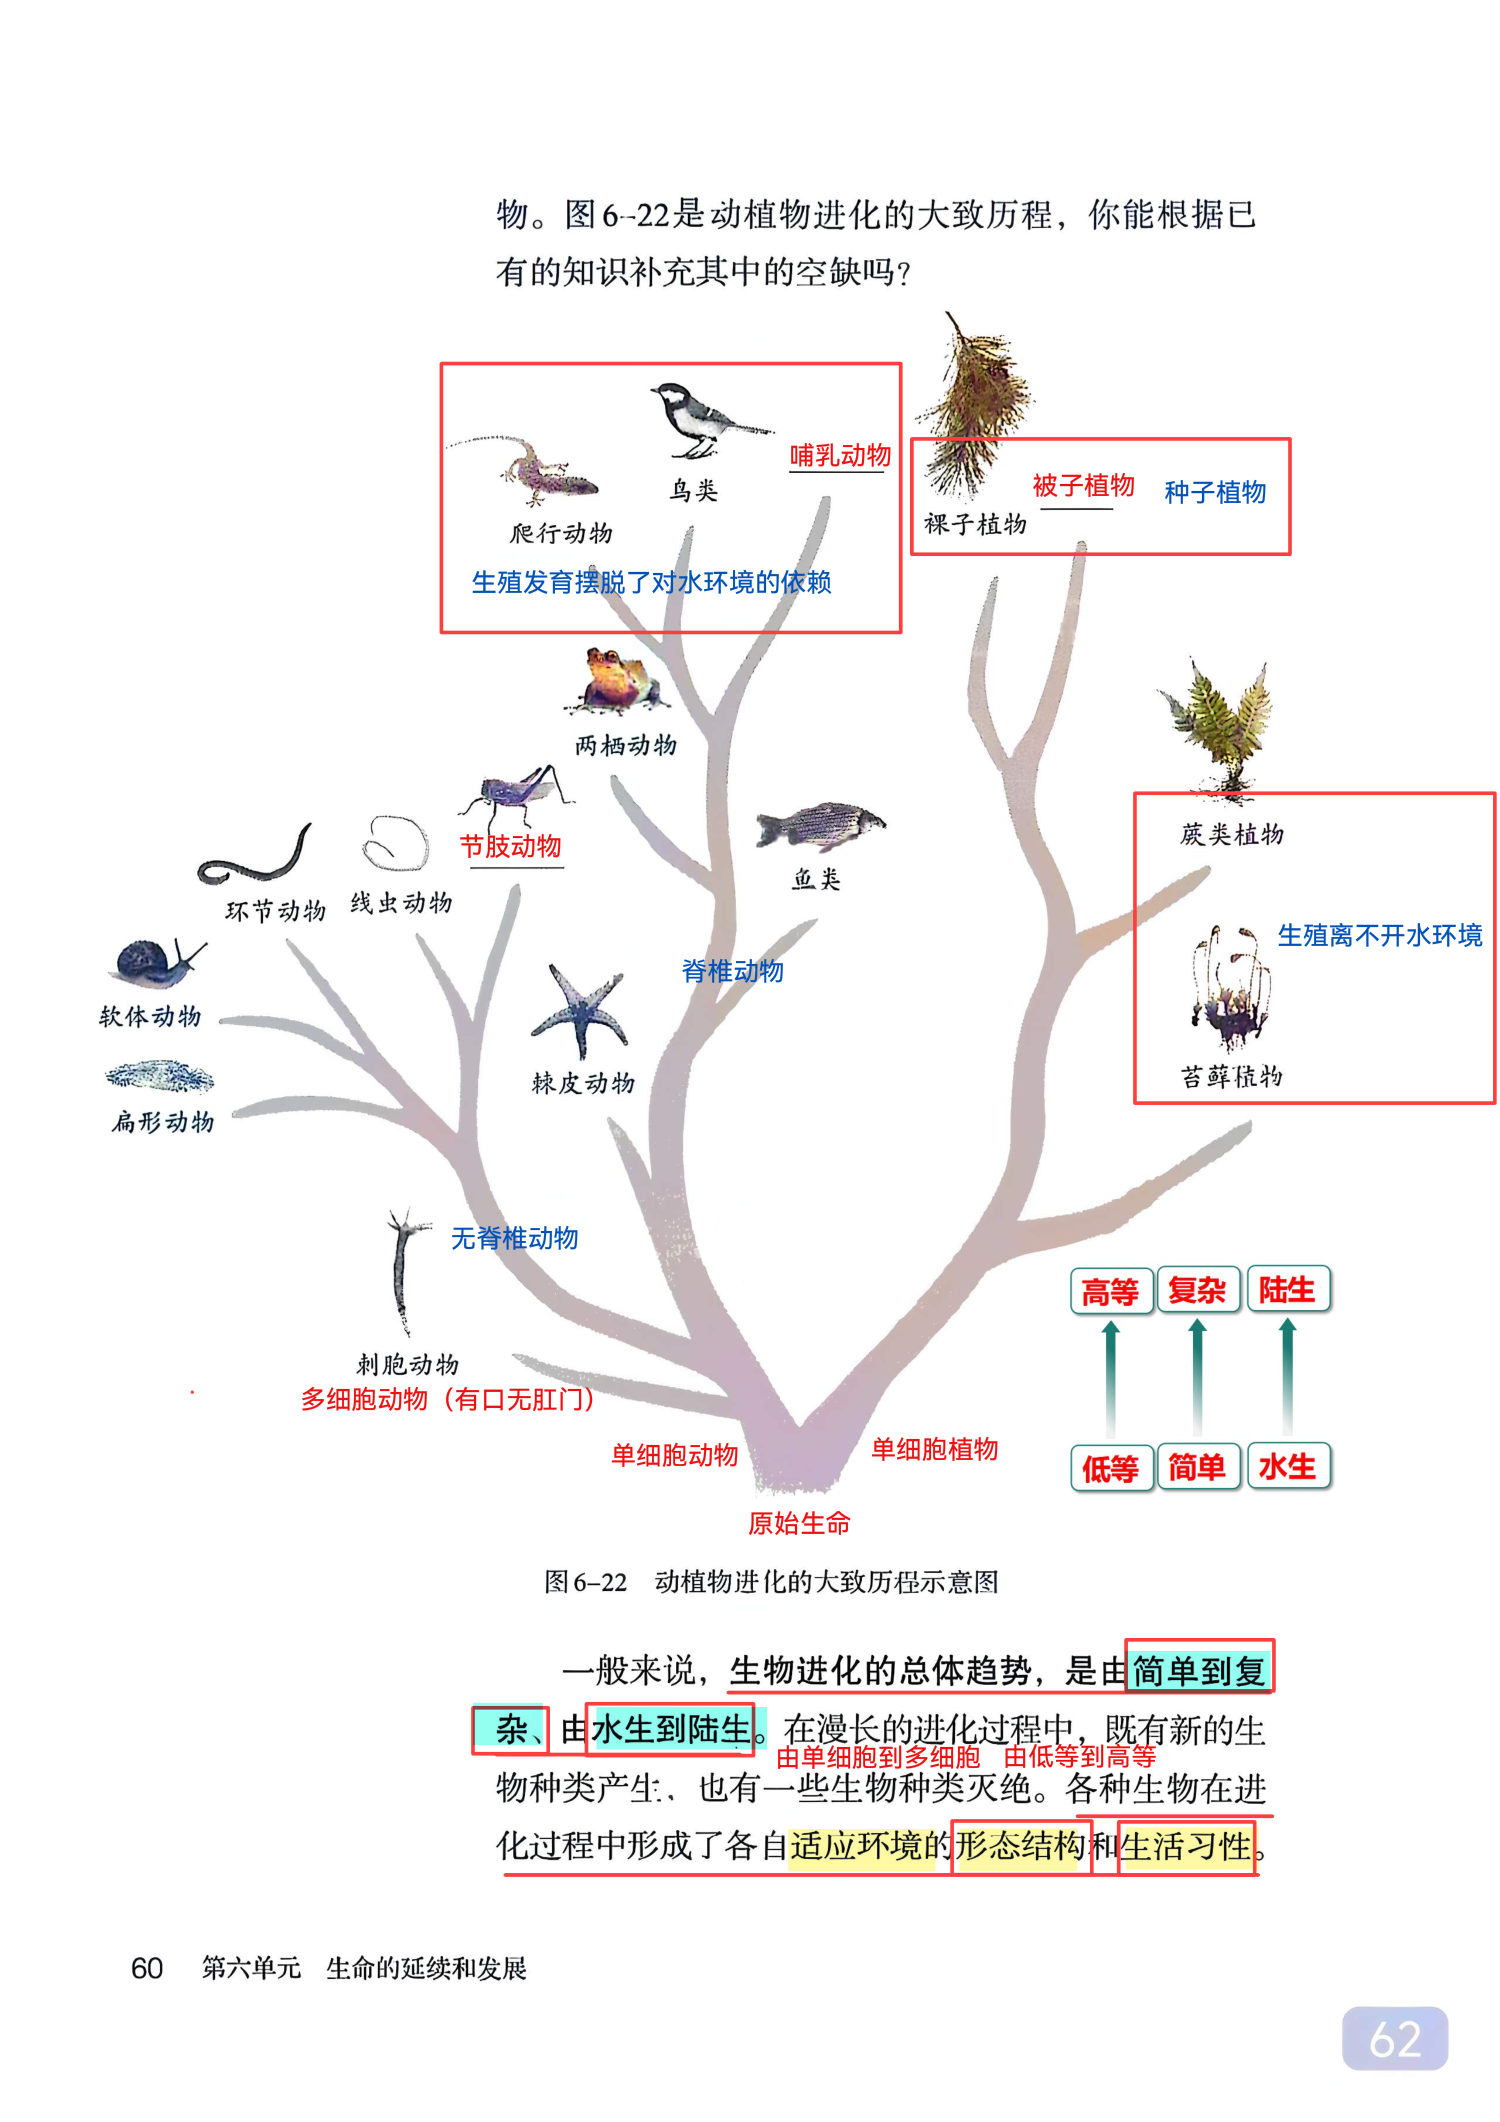 物。图6-22是动植物进化的大致历程，你能根据已
有的知识补充其中的空缺吗？
鸟类
哺乳动物
爬行动物
生殖发育摆脱了对水环境的依赖
被子植物
种子植物
裸子植物
两栖动物
节肢动物
鱼类
蕨类植物
环节动物
线虫动物
生殖离不开水环境
脊椎动物
软体动物
棘皮动物
苔藓植物
扁形动物
无脊椎动物
刺胞动物
多细胞动物（有口无肛门）
单细胞动物
单细胞植物
原始生命
高等 复杂 陆生
低等 简单 水生
图6-22 动植物进化的大致历程示意图
一般来说，生物进化的总体趋势，是由简单到复
杂、由水生到陆生。在漫长的进化过程中，既有新的生
由单细胞到多细胞 由低等到高等
物种类产生，也有一些生物种类灭绝。各种生物在进
化过程中形成了各自适应环境的形态结构和生活习性。
60 第六单元 生命的延续和发展
62